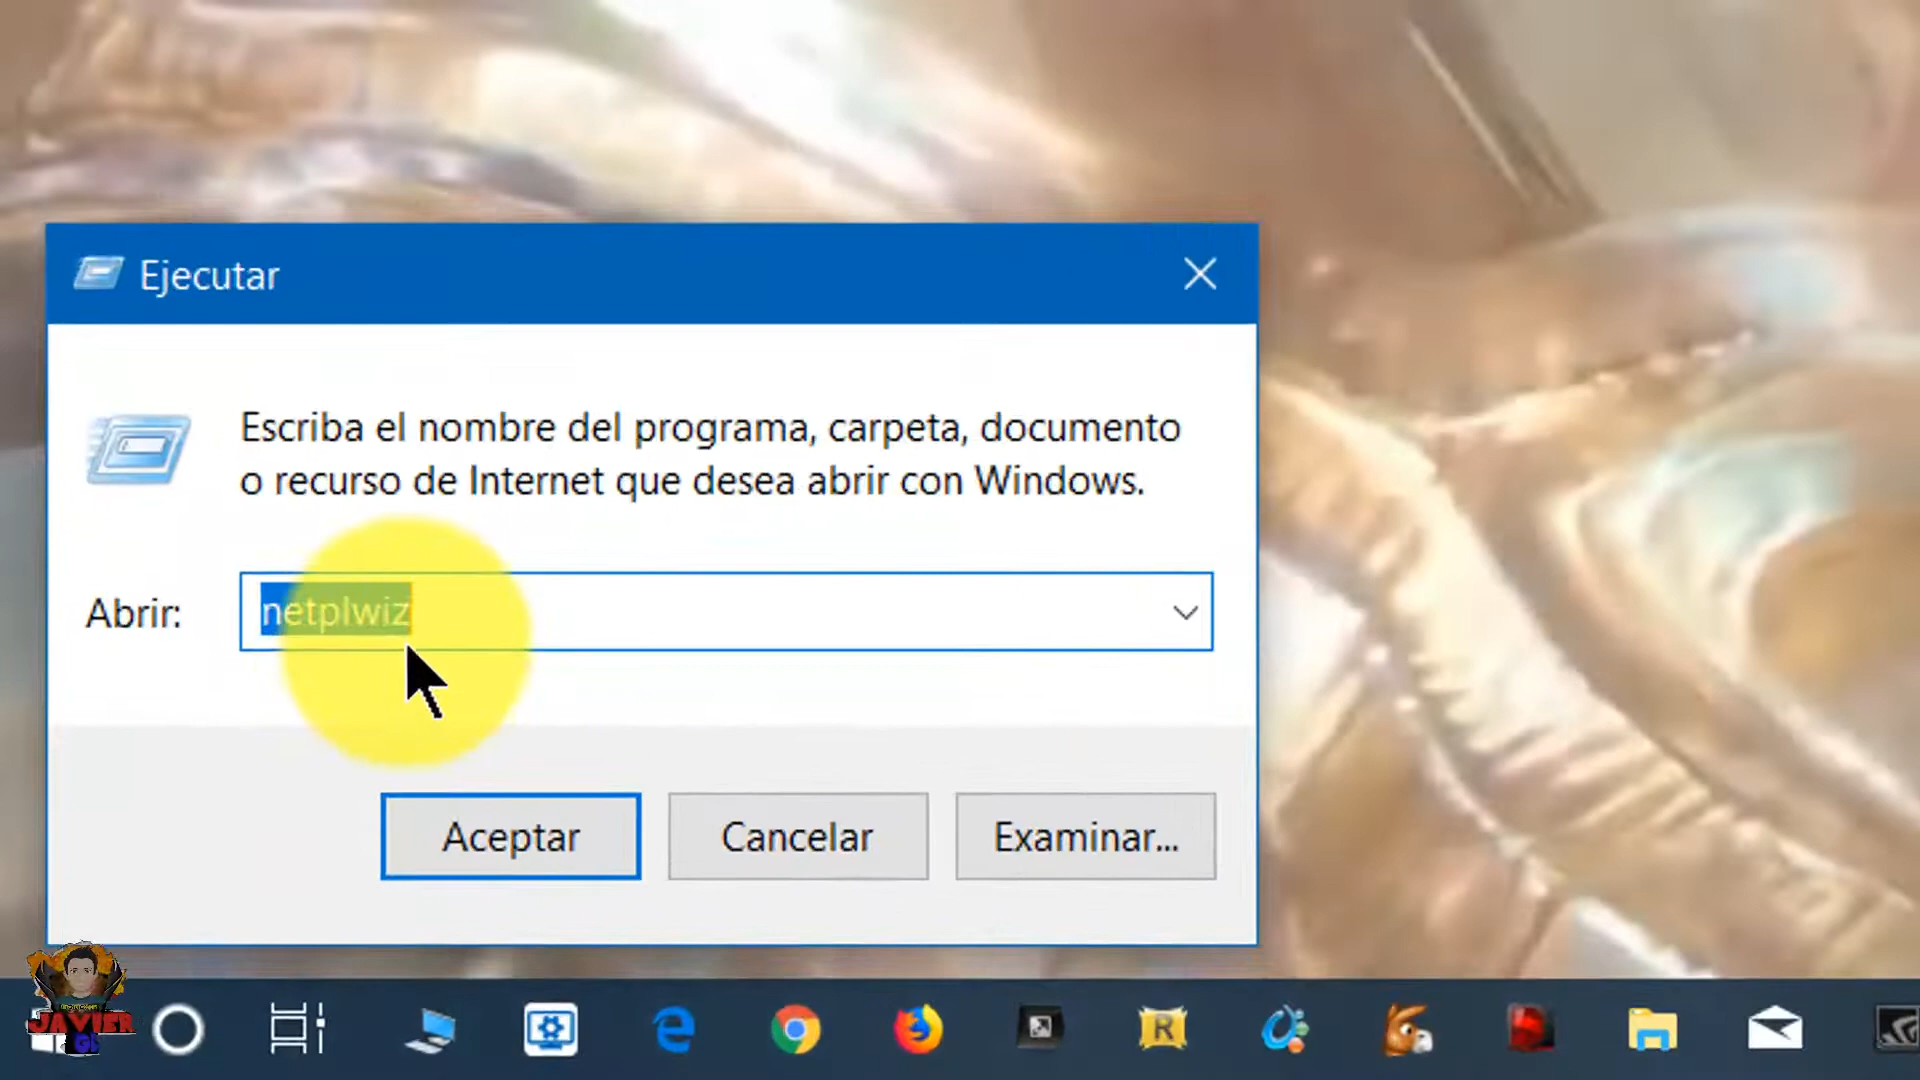 Ejecutar
Escriba el nombre del programa, carpeta, documento
o recurso de Internet que desea abrir con Windows.
Abrir:
netplwiz
Aceptar
Cancelar
Examinar...
JAVIER
R